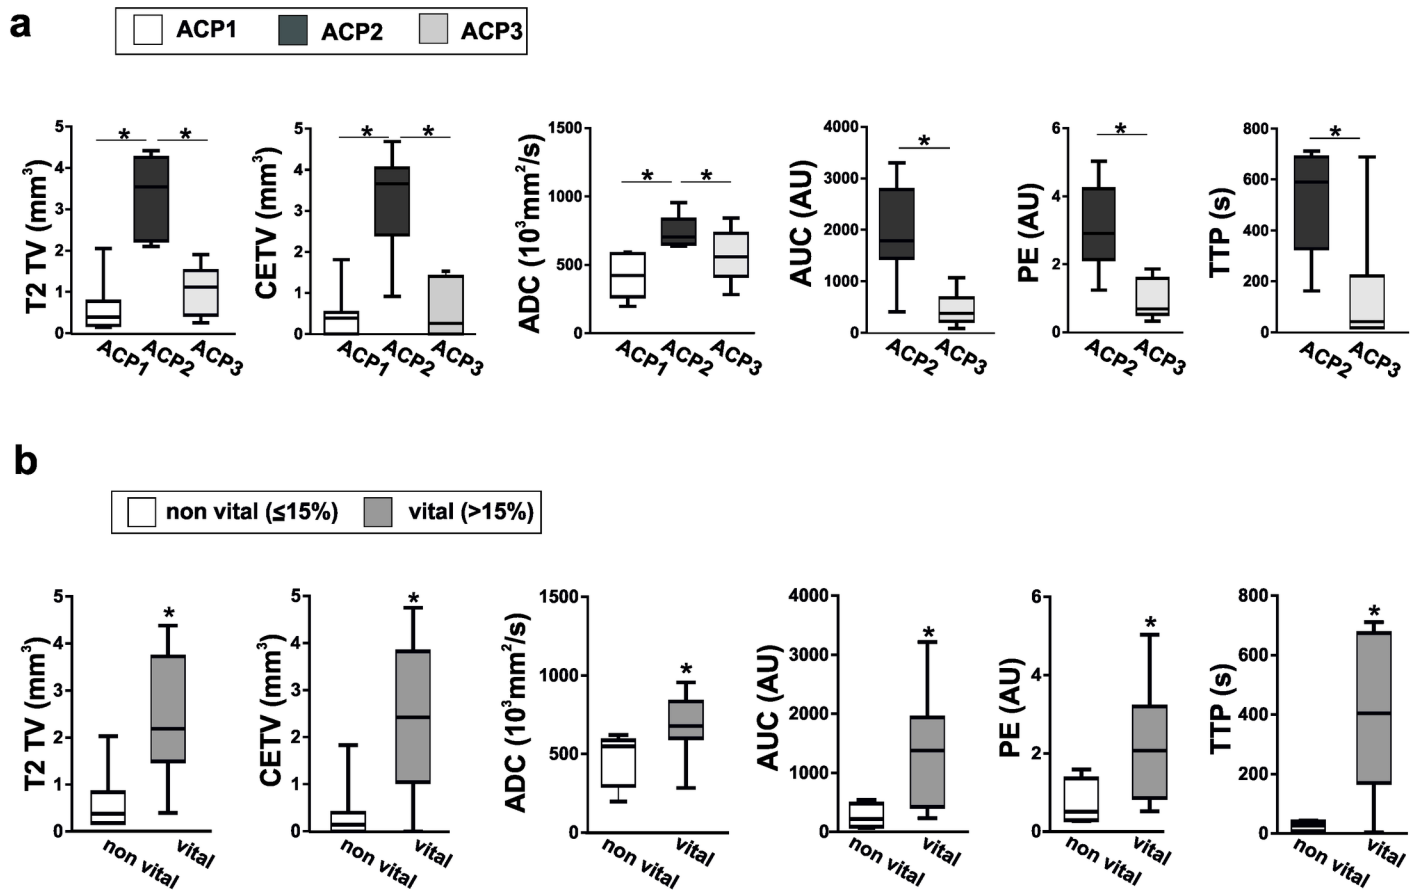 a
ACP1 ACP2 ACP3
T2 TV (mm³)
5
4
3
2
1
0
* *
ACP1 ACP2 ACP3
CETV (mm³)
5
4
3
2
1
0
* *
ACP1 ACP2 ACP3
ADC (10³mm²/s)
1500
1000
500
0
* *
ACP1 ACP2 ACP3
AUC (AU)
4000
3000
2000
1000
0
*
ACP2 ACP3
PE (AU)
6
4
2
0
*
ACP2 ACP3
TTP (s)
800
600
400
200
0
*
ACP2 ACP3
b
non vital (≤15%) vital (>15%)
T2 TV (mm³)
5
4
3
2
1
0
*
non vital vital
CETV (mm³)
5
4
3
2
1
0
*
non vital vital
ADC (10³mm²/s)
1500
1000
500
0
*
non vital vital
AUC (AU)
4000
3000
2000
1000
0
*
non vital vital
PE (AU)
6
4
2
0
*
non vital vital
TTP (s)
800
600
400
200
0
*
non vital vital